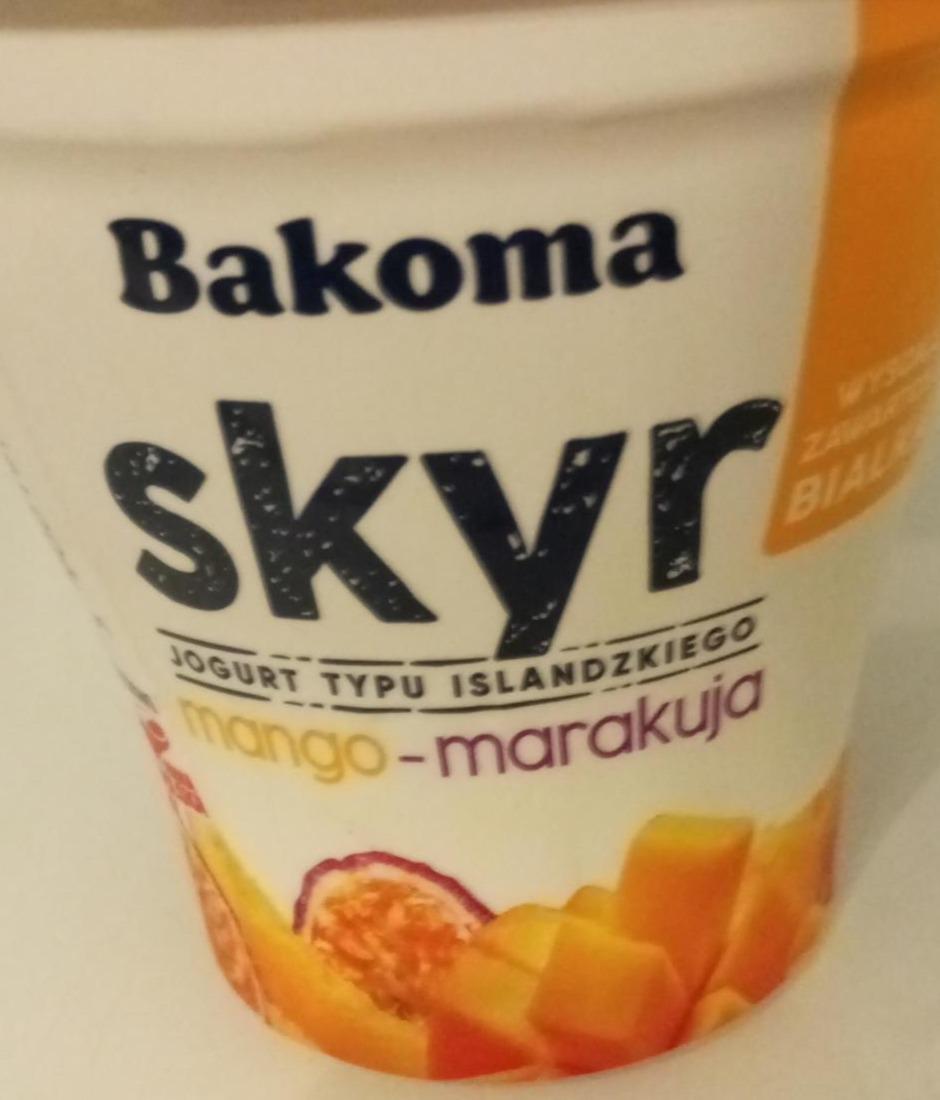 Bakoma
skyr
JOGURT TYPU ISLANDZKIEGO
mango-marakuja